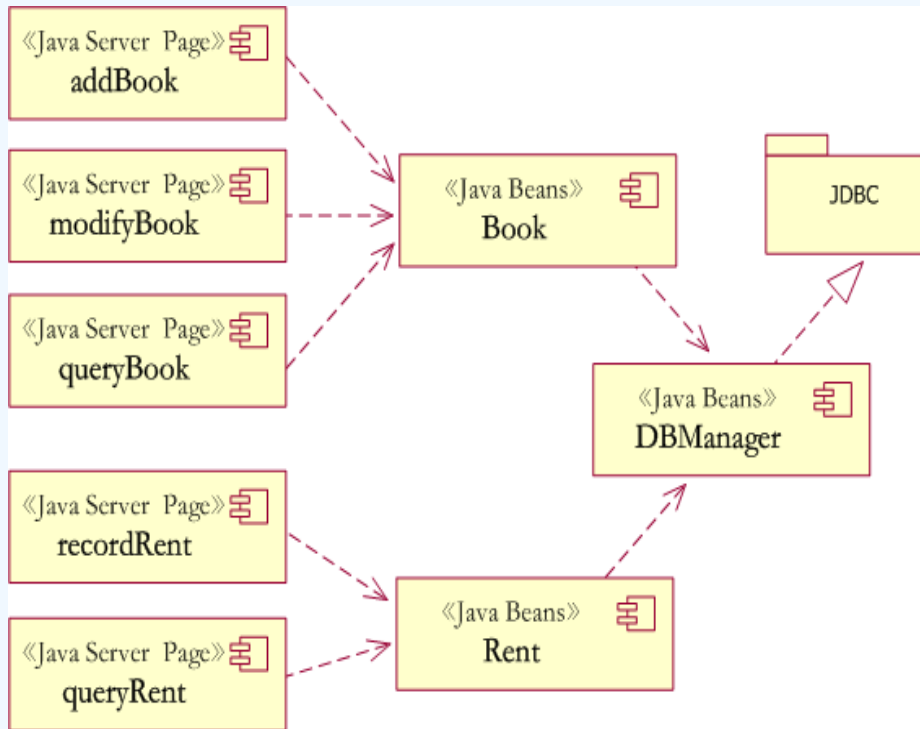 《Java Server Page》
addBook
《Java Server Page》
modifyBook
《Java Server Page》
queryBook
《Java Server Page》
recordRent
《Java Server Page》
queryRent
《Java Beans》
Book
《Java Beans》
Rent
《Java Beans》
DBManager
JDBC